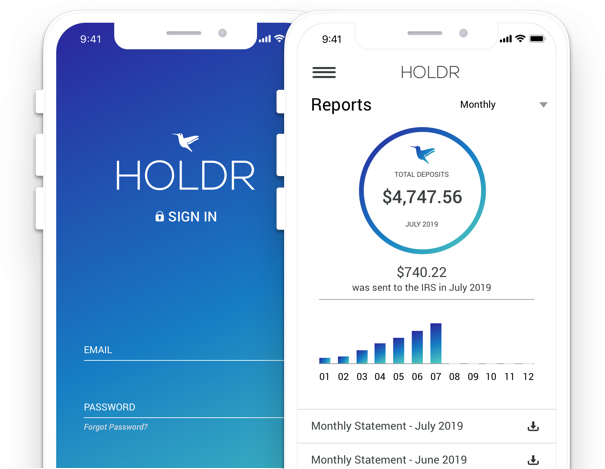 9:41
HOLDR
SIGN IN
EMAIL
PASSWORD
Forgot Password?
9:41
HOLDR
Reports
Monthly
TOTAL DEPOSITS
$4,747.56
JULY 2019
$740.22
was sent to the IRS in July 2019
01 02 03 04 05 06 07 08 09 10 11 12
Monthly Statement - July 2019
Monthly Statement - June 2019